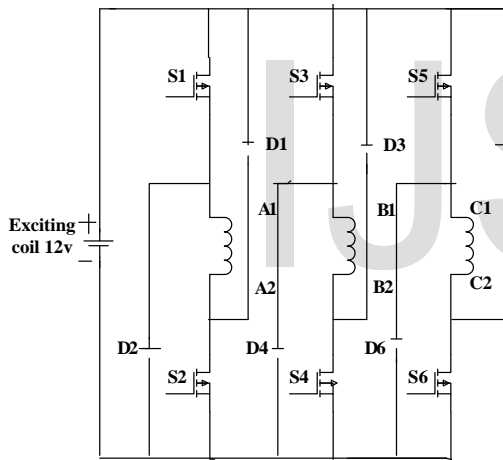 S1
S3
S5
D1
D3
Exciting
coil 12v
A1
B1
C1
A2
B2
C2
D2
D4
D6
S2
S4
S6
IJS